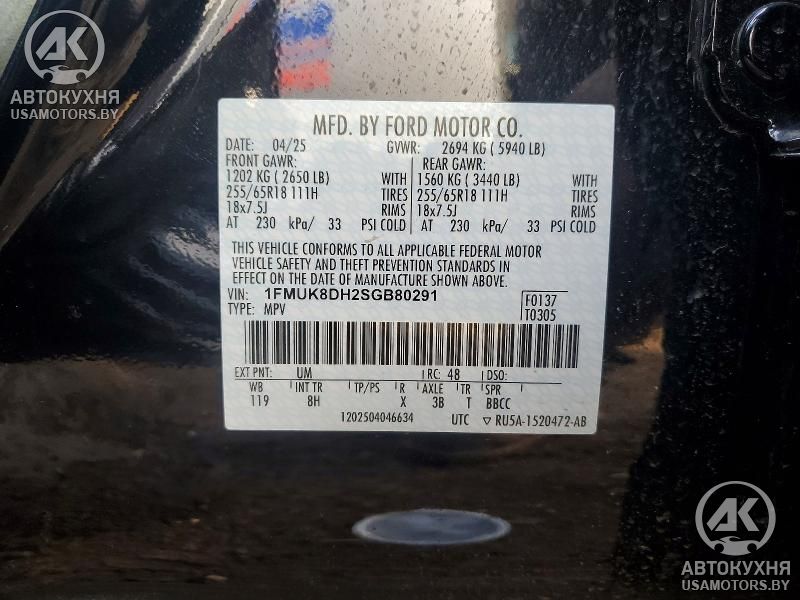 AK
АВТОКУХНЯ
USAMOTORS.BY
MFD. BY FORD MOTOR CO.
DATE: 04/25 GVWR: 2694 KG ( 5940 LB)
FRONT GAWR: REAR GAWR:
1202 KG ( 2650 LB) WITH 1560 KG ( 3440 LB) WITH
255/65R18 111H TIRES 255/65R18 111H TIRES
18x7.5J RIMS 18x7.5J RIMS
AT 230 kPa/ 33 PSI COLD AT 230 kPa/ 33 PSI COLD
THIS VEHICLE CONFORMS TO ALL APPLICABLE FEDERAL MOTOR
VEHICLE SAFETY AND THEFT PREVENTION STANDARDS IN
EFFECT ON THE DATE OF MANUFACTURE SHOWN ABOVE.
VIN: 1FMUK8DH2SGB80291 F0137
TYPE: MPV T0305
EXT PNT: UM RC: 48 DSO:
WB INT TR TP/PS R AXLE TR SPR
119 8H X 3B T BBCC
1202504046634 UTC ▽ RU5A-1520472-AB
AK
АВТОКУХНЯ
USAMOTORS.BY